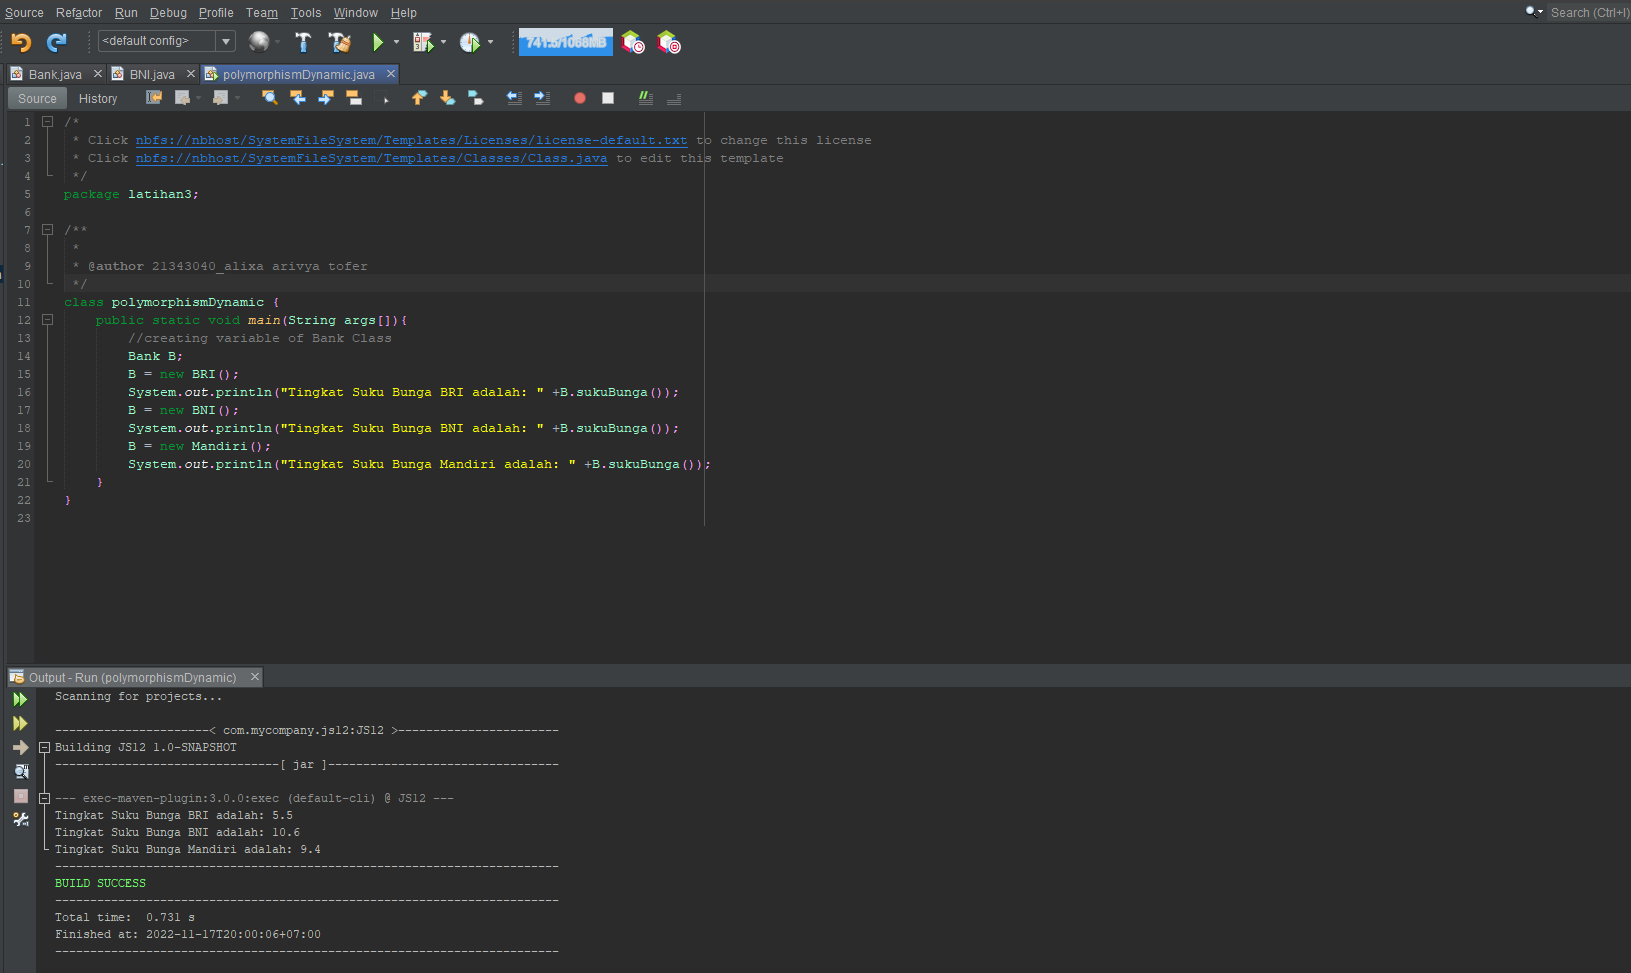 Source Refactor Run Debug Profile Team Tools Window Help Search (Ctrl+I)
<default config> 741.8/1068MB
Bank.java BNI.java polymorphismDynamic.java
Source History
1 /*
2 * Click nbfs://nbhost/SystemFileSystem/Templates/Licenses/license-default.txt to change this license
3 * Click nbfs://nbhost/SystemFileSystem/Templates/Classes/Class.java to edit this template
4 */
5 package latihan3;
6
7 /**
8 *
9 * @author 21343040_alixa arivya tofer
10 */
11 class polymorphismDynamic {
12 public static void main(String args[]){
13 //creating variable of Bank Class
14 Bank B;
15 B = new BRI();
16 System.out.println("Tingkat Suku Bunga BRI adalah: " +B.sukuBunga());
17 B = new BNI();
18 System.out.println("Tingkat Suku Bunga BNI adalah: " +B.sukuBunga());
19 B = new Mandiri();
20 System.out.println("Tingkat Suku Bunga Mandiri adalah: " +B.sukuBunga());
21 }
22 }
23
Output - Run (polymorphismDynamic)
Scanning for projects...
----------------------< com.mycompany.js12:JS12 >-----------------------
Building JS12 1.0-SNAPSHOT
--------------------------------[ jar ]---------------------------------
--- exec-maven-plugin:3.0.0:exec (default-cli) @ JS12 ---
Tingkat Suku Bunga BRI adalah: 5.5
Tingkat Suku Bunga BNI adalah: 10.6
Tingkat Suku Bunga Mandiri adalah: 9.4
------------------------------------------------------------------------
BUILD SUCCESS
------------------------------------------------------------------------
Total time:  0.731 s
Finished at: 2022-11-17T20:00:06+07:00
------------------------------------------------------------------------